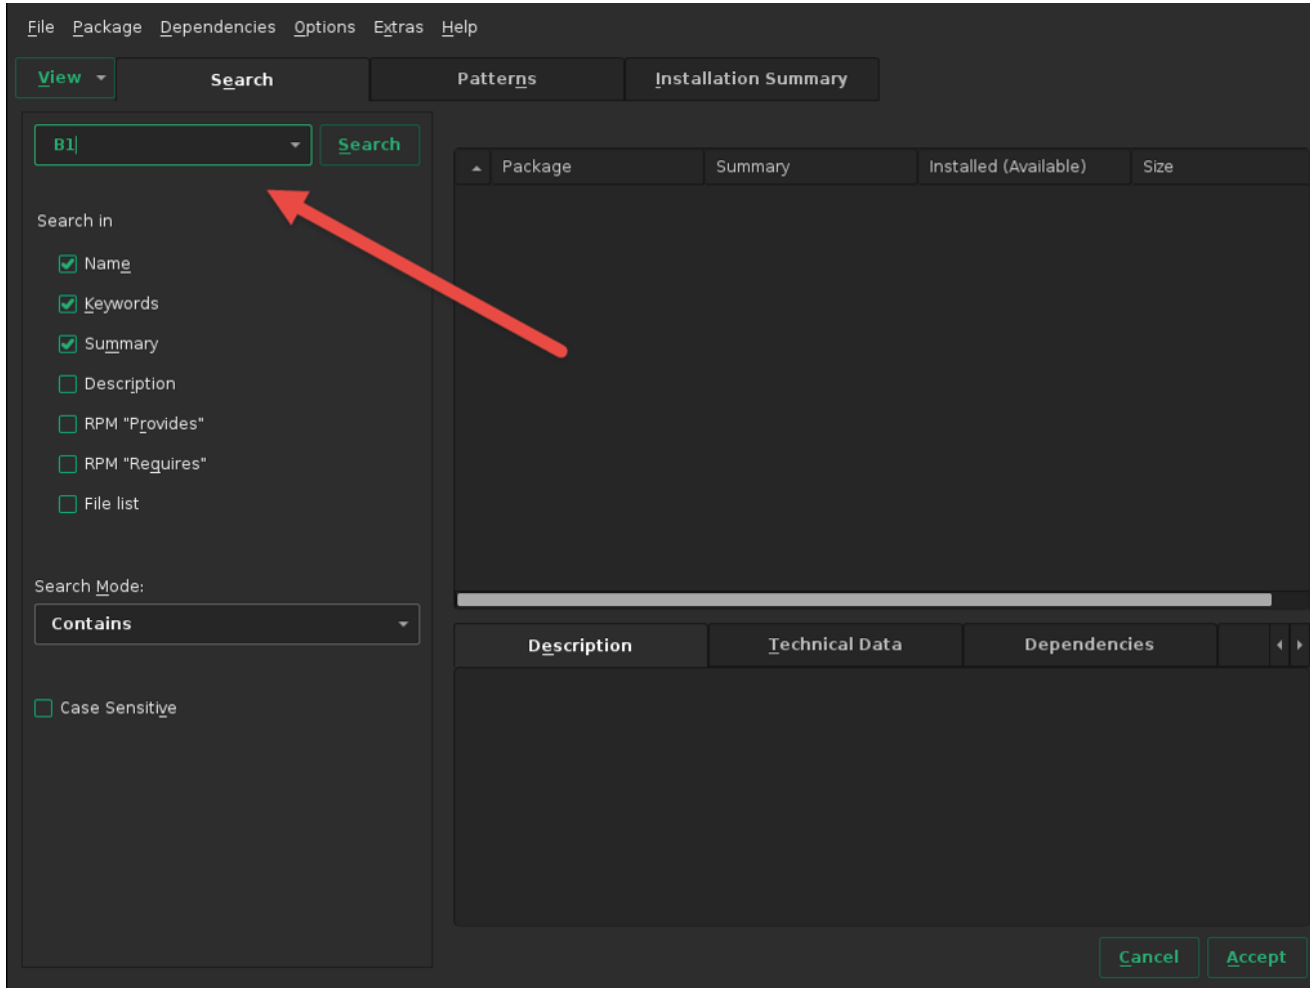 File Package Dependencies Options Extras Help
View Search Patterns Installation Summary
B1 Search
Package Summary Installed (Available) Size
Search in
Name
Keywords
Summary
Description
RPM "Provides"
RPM "Requires"
File list
Search Mode:
Contains
Description Technical Data Dependencies
Case Sensitive
Cancel Accept